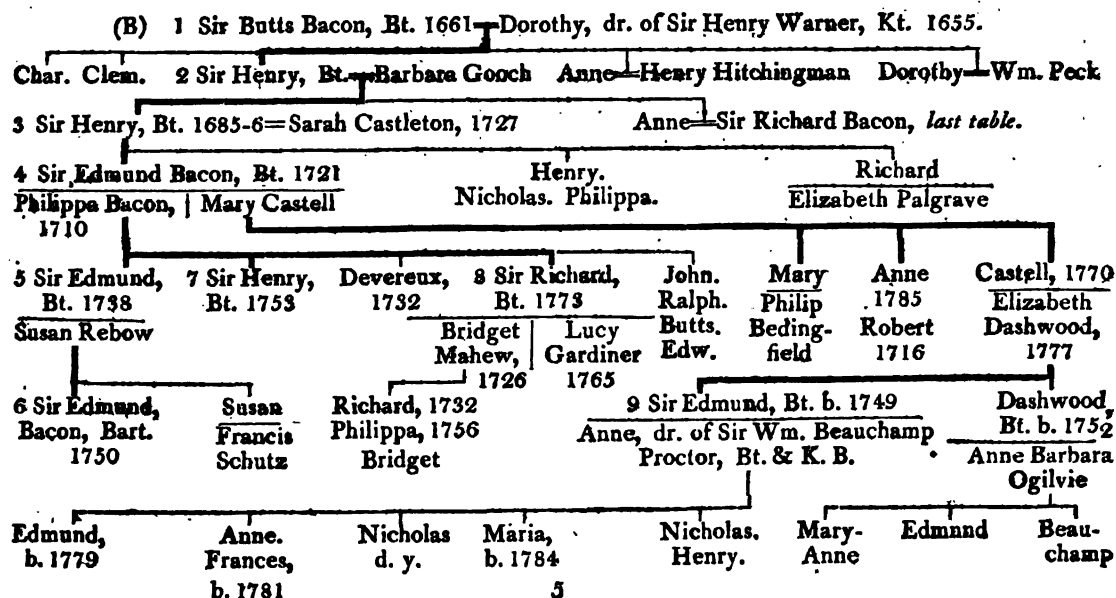 (B) 1 Sir Butts Bacon, Bt. 1661=Dorothy, dr. of Sir Henry Warner, Kt. 1655.
Char. Clem. 2 Sir Henry, Bt.=Barbara Gooch Anne=Henry Hitchingman Dorothy=Wm. Peck
3 Sir Henry, Bt. 1685-6=Sarah Castleton, 1727 Anne=Sir Richard Bacon, last table.
4 Sir Edmund Bacon, Bt. 1721 Henry. Richard
Philippa Bacon, | Mary Castell Nicholas. Philippa. Elizabeth Palgrave
1710
5 Sir Edmund, 7 Sir Henry, Devereux, 8 Sir Richard, John. Mary Anne Castell, 1770
Bt. 1738 Bt. 1753 1732 Bt. 1773 Ralph. Philip 1785 Elizabeth
Susan Rebow Bridget | Lucy Butts. Beding- Robert Dashwood,
Mahew, Gardiner Edw. field 1716 1777
1726 1765
6 Sir Edmund, Susan Richard, 1732 9 Sir Edmund, Bt. b. 1749 Dashwood,
Bacon, Bart. Francis Philippa, 1756 Anne, dr. of Sir Wm. Beauchamp Bt. b. 1752
1750 Schutz Bridget Proctor, Bt. & K. B. Anne Barbara
Ogilvie
Edmund, Anne. Nicholas Maria, Nicholas. Mary- Edmnnd Beau-
b. 1779 Frances, d. y. b. 1784 Henry. Anne champ
b. 1781 5